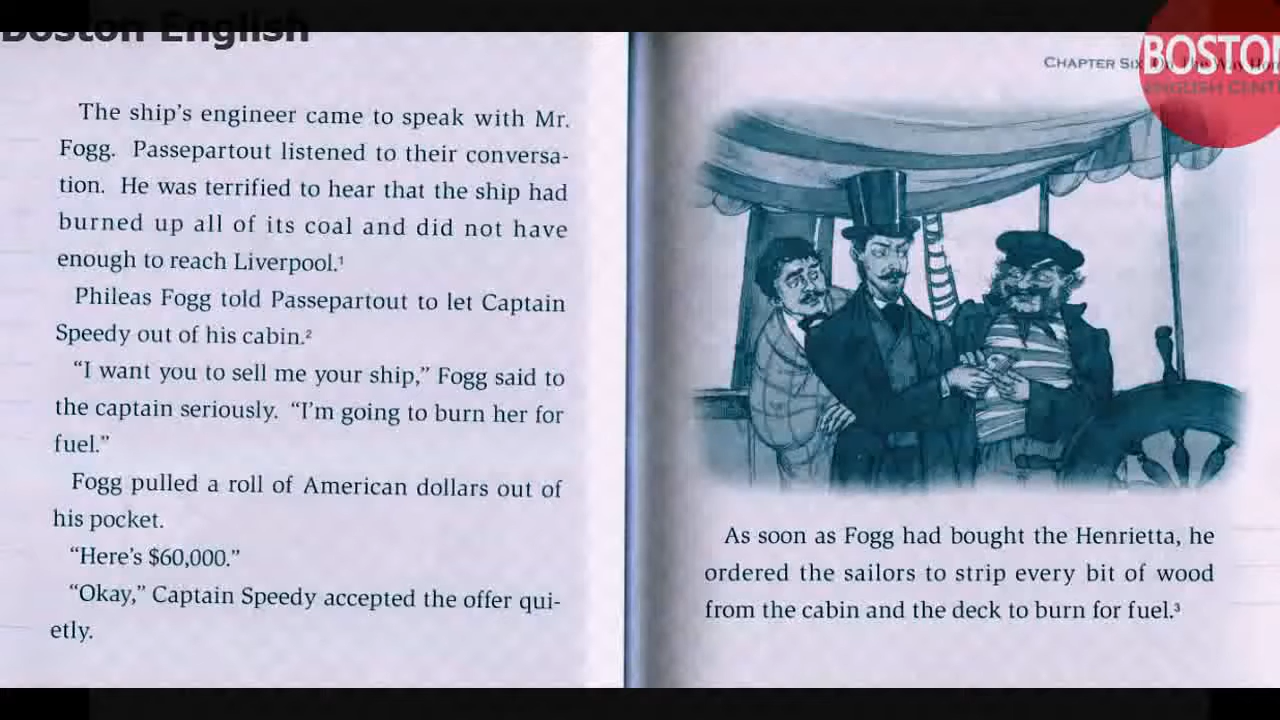 Boston English
The ship's engineer came to speak with Mr.
Fogg. Passepartout listened to their conversa-
tion. He was terrified to hear that the ship had
burned up all of its coal and did not have
enough to reach Liverpool.¹
Phileas Fogg told Passepartout to let Captain
Speedy out of his cabin.²
“I want you to sell me your ship,” Fogg said to
the captain seriously. “I'm going to burn her for
fuel.”
Fogg pulled a roll of American dollars out of
his pocket.
“Here's $60,000.”
“Okay,” Captain Speedy accepted the offer qui-
etly.
CHAPTER SIX
BOSTON
ENGLISH CENT
As soon as Fogg had bought the Henrietta, he
ordered the sailors to strip every bit of wood
from the cabin and the deck to burn for fuel.³